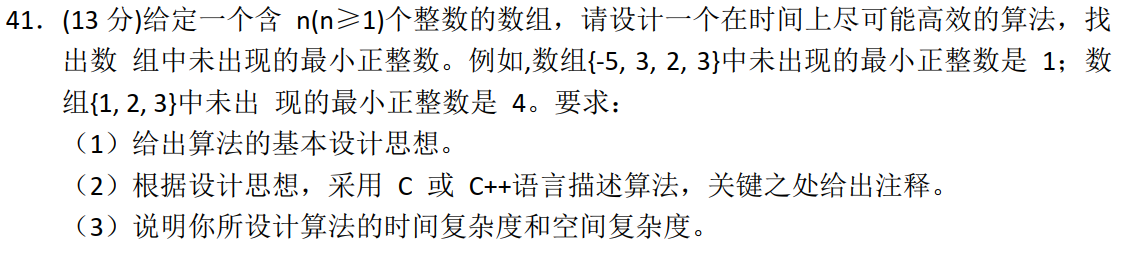 41．(13 分)给定一个含 n(n≥1)个整数的数组，请设计一个在时间上尽可能高效的算法，找
出数 组中未出现的最小正整数。例如,数组{-5, 3, 2, 3}中未出现的最小正整数是 1；数
组{1, 2, 3}中未出 现的最小正整数是 4。要求：
（1）给出算法的基本设计思想。
（2）根据设计思想，采用 C 或 C++语言描述算法，关键之处给出注释。
（3）说明你所设计算法的时间复杂度和空间复杂度。